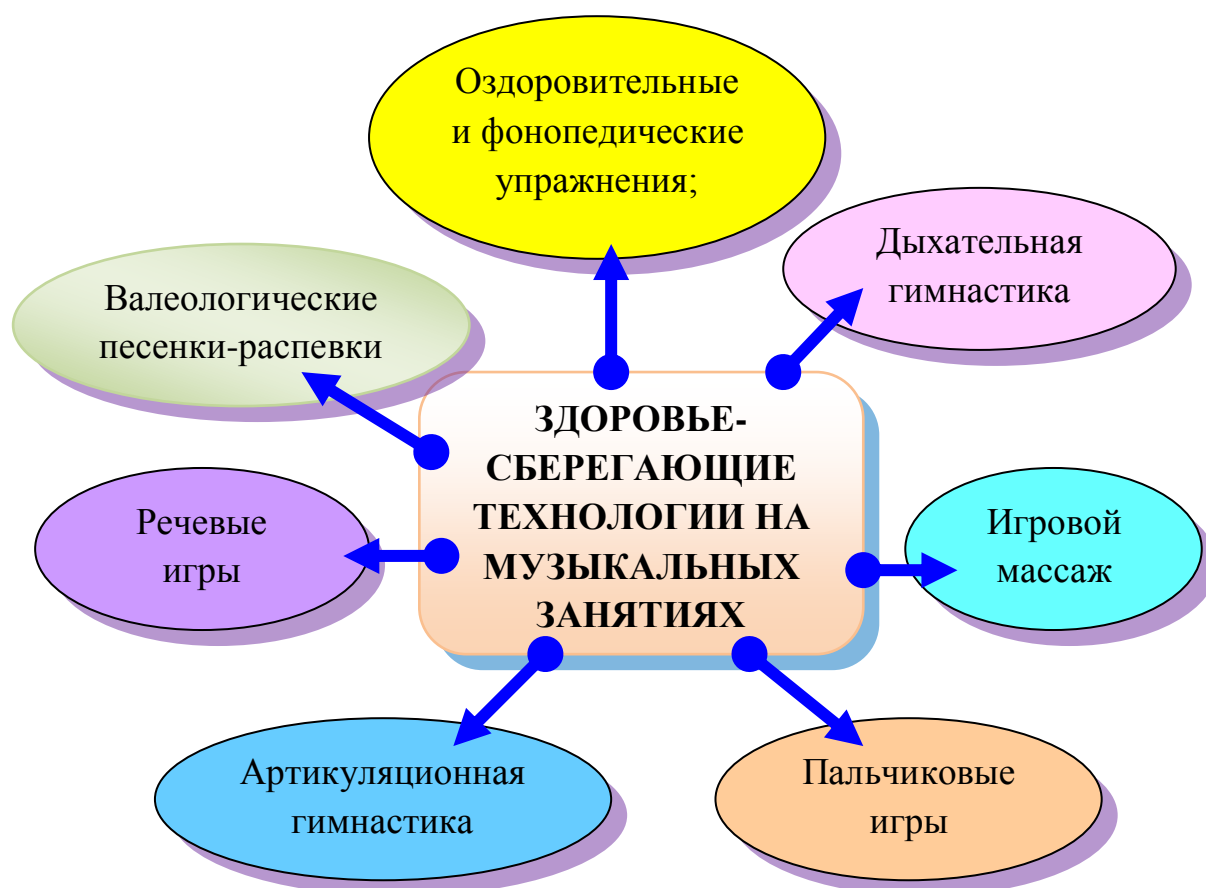 Оздоровительные
и фонопедические
упражнения;
Дыхательная
гимнастика
Валеологические
песенки-распевки
ЗДОРОВЬЕ-
СБЕРЕГАЮЩИЕ
ТЕХНОЛОГИИ НА
МУЗЫКАЛЬНЫХ
ЗАНЯТИЯХ
Речевые
игры
Игровой
массаж
Артикуляционная
гимнастика
Пальчиковые
игры